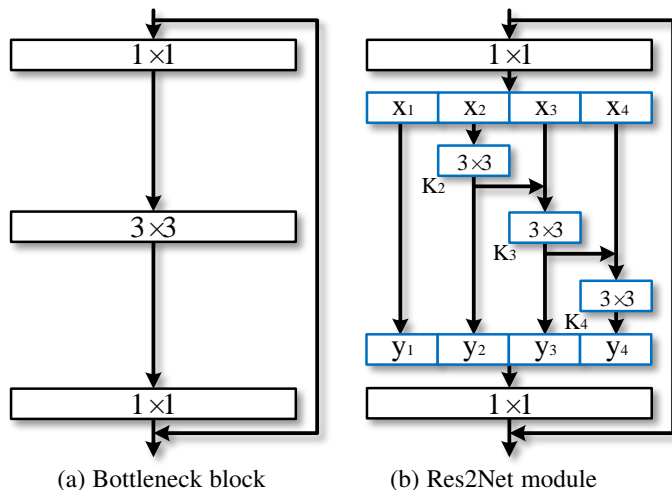 1×1
3×3
1×1
(a) Bottleneck block
1×1
x1 x2 x3 x4
3×3
K2
3×3
K3
3×3
K4
y1 y2 y3 y4
1×1
(b) Res2Net module